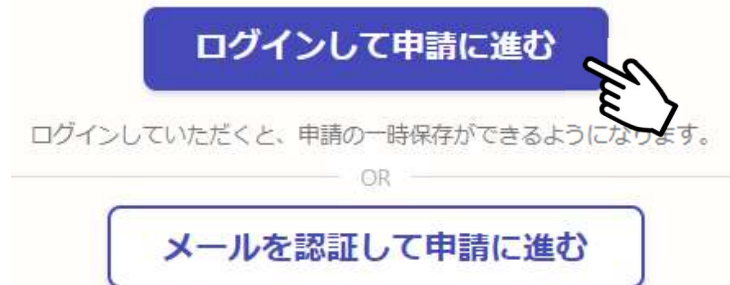 ログインして申請に進む
ログインしていただくと、申請の一時保存ができるようになります。
OR
メールを認証して申請に進む